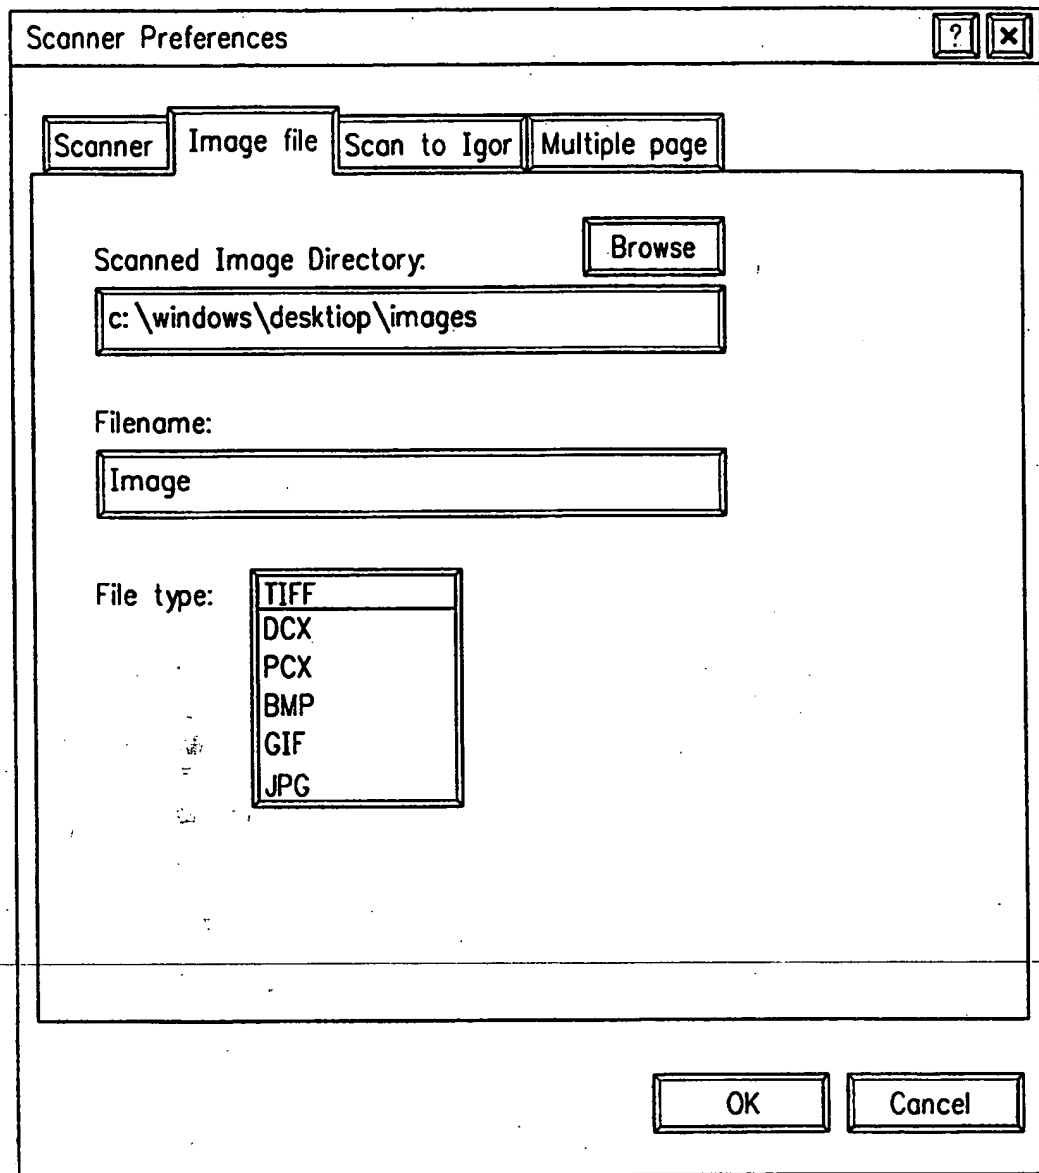 Scanner Preferences ? ×
Scanner Image file Scan to Igor Multiple page
Browse
Scanned Image Directory:
c:\windows\desktiop\images
Filename:
Image
File type: TIFF
DCX
PCX
BMP
GIF
JPG
OK Cancel